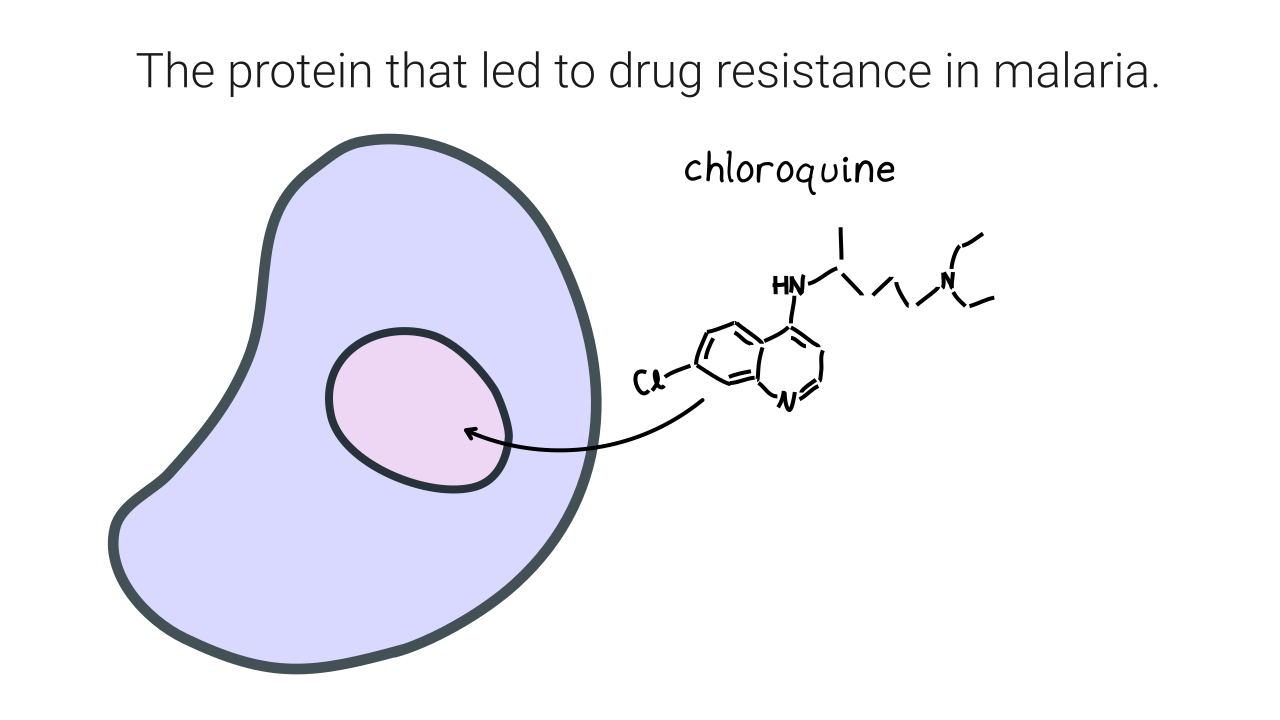 The protein that led to drug resistance in malaria.
chloroquine
HN
N
Cl
N